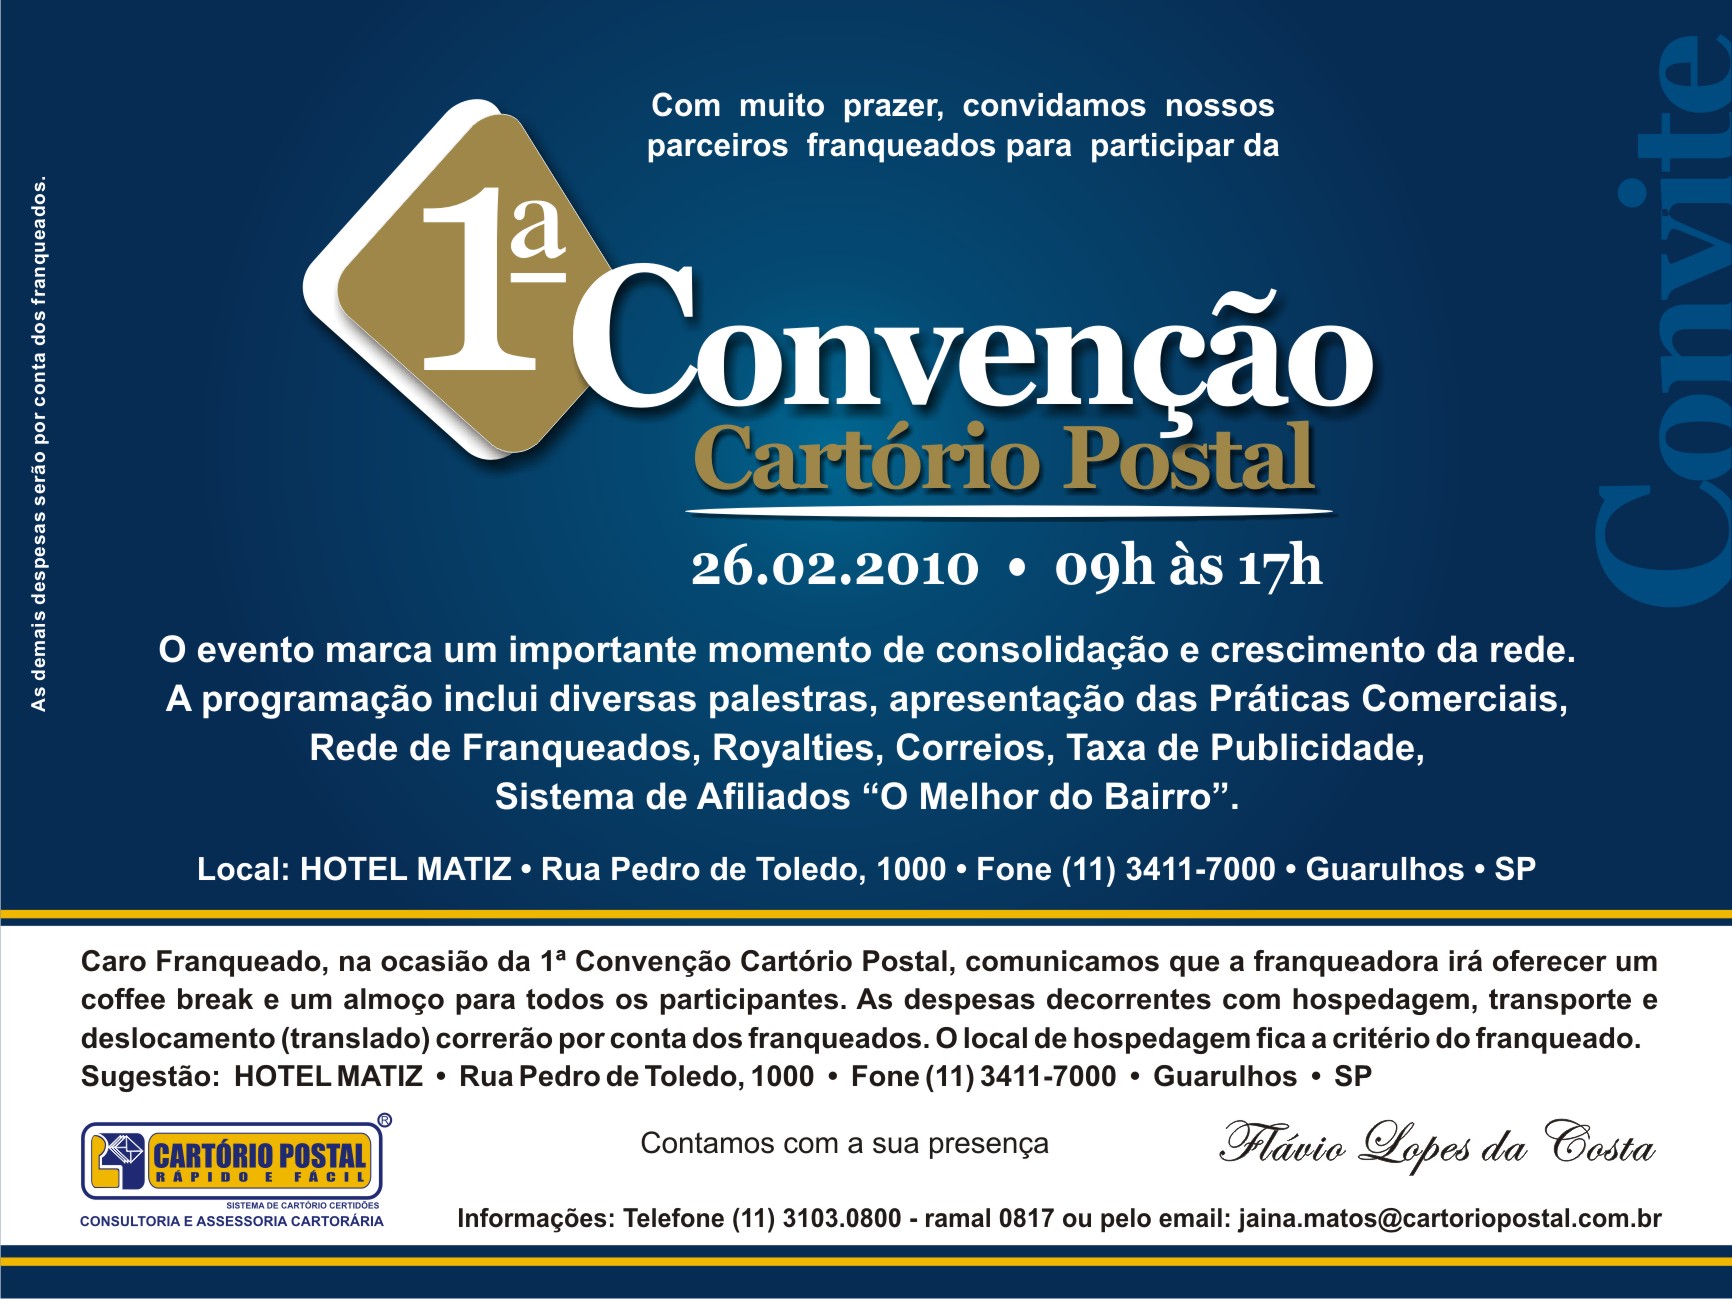 Convite
Com muito prazer, convidamos nossos
parceiros franqueados para participar da
1ª Convenção
Cartório Postal
26.02.2010 • 09h às 17h
O evento marca um importante momento de consolidação e crescimento da rede.
A programação inclui diversas palestras, apresentação das Práticas Comerciais,
Rede de Franqueados, Royalties, Correios, Taxa de Publicidade,
Sistema de Afiliados “O Melhor do Bairro”.
Local: HOTEL MATIZ • Rua Pedro de Toledo, 1000 • Fone (11) 3411-7000 • Guarulhos • SP
As demais despesas serão por conta dos franqueados.
Caro Franqueado, na ocasião da 1ª Convenção Cartório Postal, comunicamos que a franqueadora irá oferecer um
coffee break e um almoço para todos os participantes. As despesas decorrentes com hospedagem, transporte e
deslocamento (translado) correrão por conta dos franqueados. O local de hospedagem fica a critério do franqueado.
Sugestão: HOTEL MATIZ • Rua Pedro de Toledo, 1000 • Fone (11) 3411-7000 • Guarulhos • SP
®
CARTÓRIO POSTAL
RÁPIDO E FÁCIL
SISTEMA DE CARTÓRIO CERTIDÕES
CONSULTORIA E ASSESSORIA CARTORÁRIA
Contamos com a sua presença
Flávio Lopes da Costa
Informações: Telefone (11) 3103.0800 - ramal 0817 ou pelo email: jaina.matos@cartoriopostal.com.br